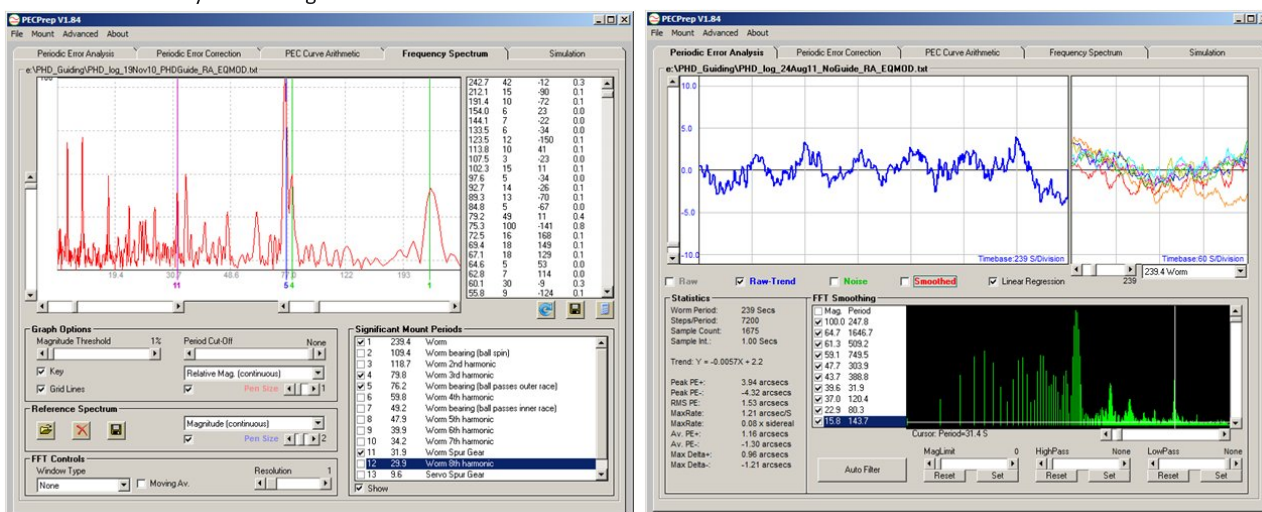 PECPrep V1.84
File Mount Advanced About
Periodic Error Analysis Periodic Error Correction PEC Curve Arithmetic Frequency Spectrum Simulation
e:\PHD_Guiding\PHD_log_19Nov10_PHDGuide_RA_EQMOD.txt
100
19.4 48.6 122 193
11 5 4 1
242.7 42 -12 0.3
212.1 15 -90 0.1
191.4 10 -72 0.1
154.0 6 23 0.0
144.1 7 -22 0.0
133.5 6 -34 0.0
123.5 12 -150 0.1
113.8 10 41 0.1
107.5 3 -23 0.0
102.3 15 11 0.1
97.6 5 -34 0.0
92.7 14 -26 0.1
89.3 13 -70 0.1
84.8 5 -67 0.0
79.2 49 11 0.4
75.3 100 -141 0.8
72.5 16 168 0.1
69.4 18 149 0.1
67.1 18 129 0.1
64.6 5 53 0.0
62.8 7 114 0.0
60.1 30 -9 0.3
55.8 9 -124 0.1
Graph Options
Magnitude Threshold 1% Period Cut-Off None
Key
Relative Mag. (continuous)
Grid Lines
Pen Size 1
Reference Spectrum
Magnitude (continuous)
Pen Size 2
FFT Controls
Window Type
None
Moving Av.
Resolution 1
Significant Mount Periods
1 239.4 Worm
2 109.4 Worm bearing (ball spin)
3 118.7 Worm 2nd harmonic
4 79.8 Worm 3rd harmonic
5 76.2 Worm bearing (ball passes outer race)
6 59.8 Worm 4th harmonic
7 49.2 Worm bearing (ball passes inner race)
8 47.9 Worm 5th harmonic
9 39.9 Worm 6th harmonic
10 34.2 Worm 7th harmonic
11 31.9 Worm Spur Gear
12 29.9 Worm 8th harmonic
13 9.6 Servo Spur Gear
Show
PECPrep V1.84
File Mount Advanced About
Periodic Error Analysis Periodic Error Correction PEC Curve Arithmetic Frequency Spectrum Simulation
e:\PHD_Guiding\PHD_log_24Aug11_NoGuide_RA_EQMOD.txt
10.0
5.0
0.0
-5.0
-10.0
Timebase:239 S/Division
Timebase:60 S/Division
Raw Raw-Trend Noise Smoothed Linear Regression 239
239.4 Worm
Statistics
Worm Period: 239 Secs
Steps/Period: 7200
Sample Count: 1675
Sample Int.: 1.00 Secs
Trend: Y = -0.0057X + 2.2
Peak PE+: 3.94 arcsecs
Peak PE-: -4.32 arcsecs
RMS PE: 1.53 arcsecs
MaxRate: 1.21 arcsec/S
MaxRate: 0.08 x sidereal
Av. PE+: 1.16 arcsecs
Av. PE-: -1.30 arcsecs
Max Delta+: 0.96 arcsecs
Max Delta-: -1.21 arcsecs
FFT Smoothing
Mag. Period
100.0 247.8
64.7 1646.7
61.3 509.2
59.1 749.5
47.7 303.9
43.7 388.8
39.6 31.9
37.0 120.4
22.9 80.3
15.8 143.7
Cursor: Period=31.4 S
Auto Filter
MagLimit 0 HighPass None LowPass None
Reset Set Reset Set Reset Set